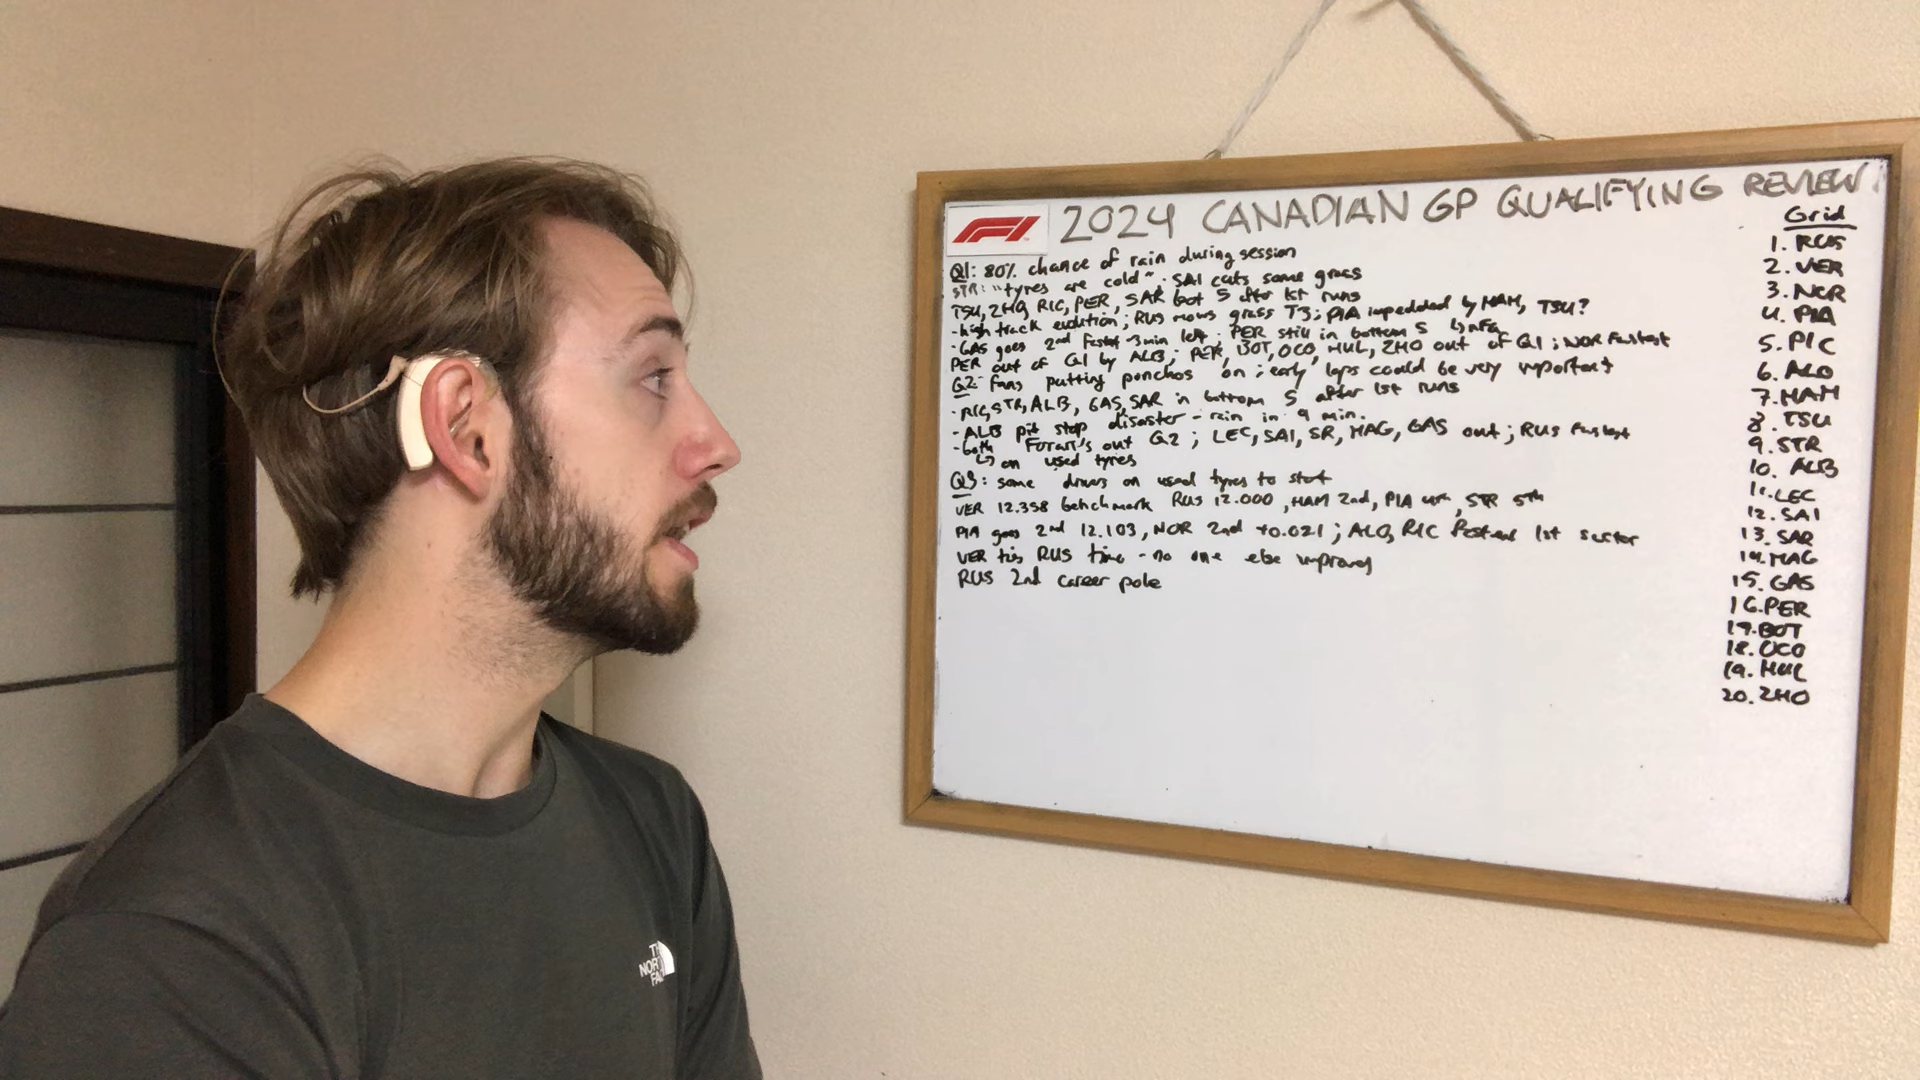 F1 2024 CANADIAN GP QUALIFYING REVIEW
Q1: 80% chance of rain during session
STR: "tyres are cold" · SAI cuts some grass
TSU, ZHO, RIC, PER, SAR bot 5 after 1st runs
- high track evolution; RUS mows grass T3; PIA impedded by HAM, TSU?
- GAS goes 2nd fastest ~3min left; PER still in bottom 5 ↳ NFA
PER out of Q1 by ALB; PER, BOT, OCO, HUL, ZHO out of Q1; NOR Fastest
Q2: fans putting ponchos on; early laps could be very important
- RIC, STR, ALB, GAS, SAR in bottom 5 after 1st runs
- ALB pit stop disaster - rain in 9 min.
- both Ferrari's out Q2; LEC, SAI, SR, MAG, GAS out; RUS Fastest
↳ on used tyres
Q3: some drivers on used tyres to start
VER 12.358 benchmark RUS 12.000, HAM 2nd, PIA 4th, STR 5th
PIA goes 2nd 12.103, NOR 2nd +0.021; ALO, RIC fastest 1st sector
VER ties RUS time - no one else improves
RUS 2nd career pole
Grid
1. RUS
2. VER
3. NOR
4. PIA
5. RIC
6. ALO
7. HAM
8. TSU
9. STR
10. ALB
11. LEC
12. SAI
13. SAR
14. MAG
15. GAS
16. PER
17. BOT
18. OCO
19. HUL
20. ZHO
THE
NORTH
FACE